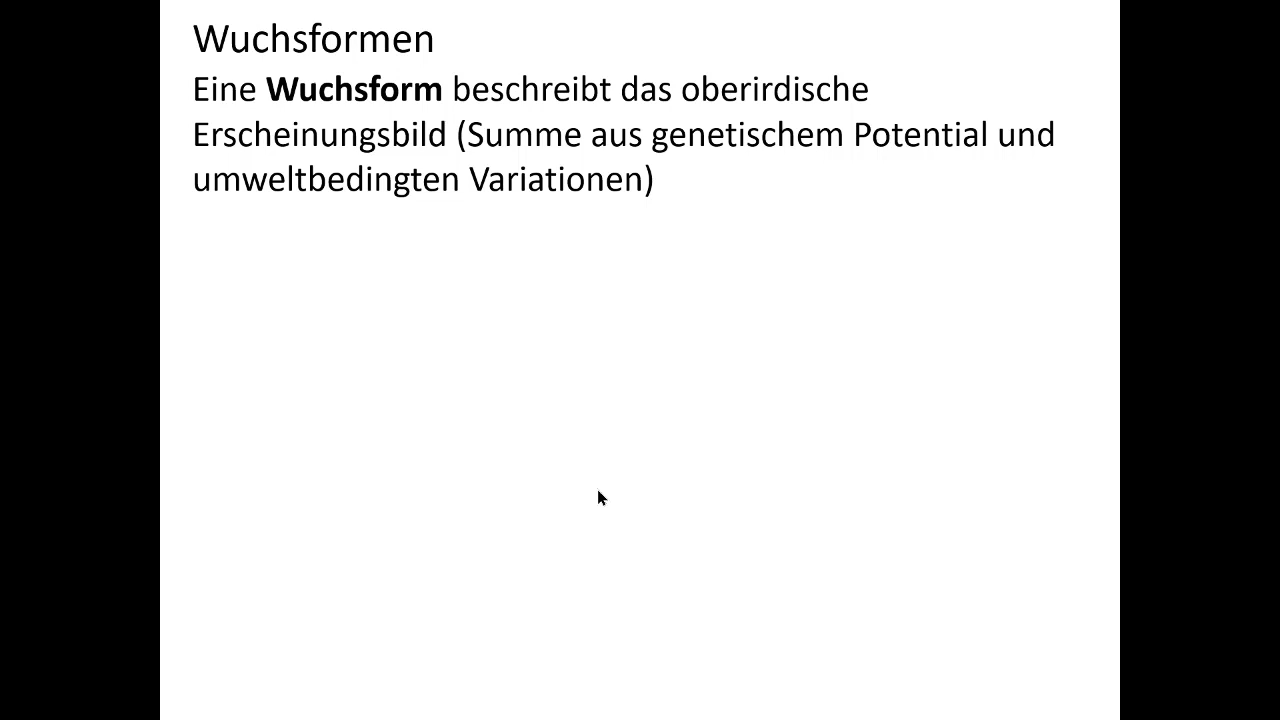 Wuchsformen
Eine Wuchsform beschreibt das oberirdische
Erscheinungsbild (Summe aus genetischem Potential und
umweltbedingten Variationen)